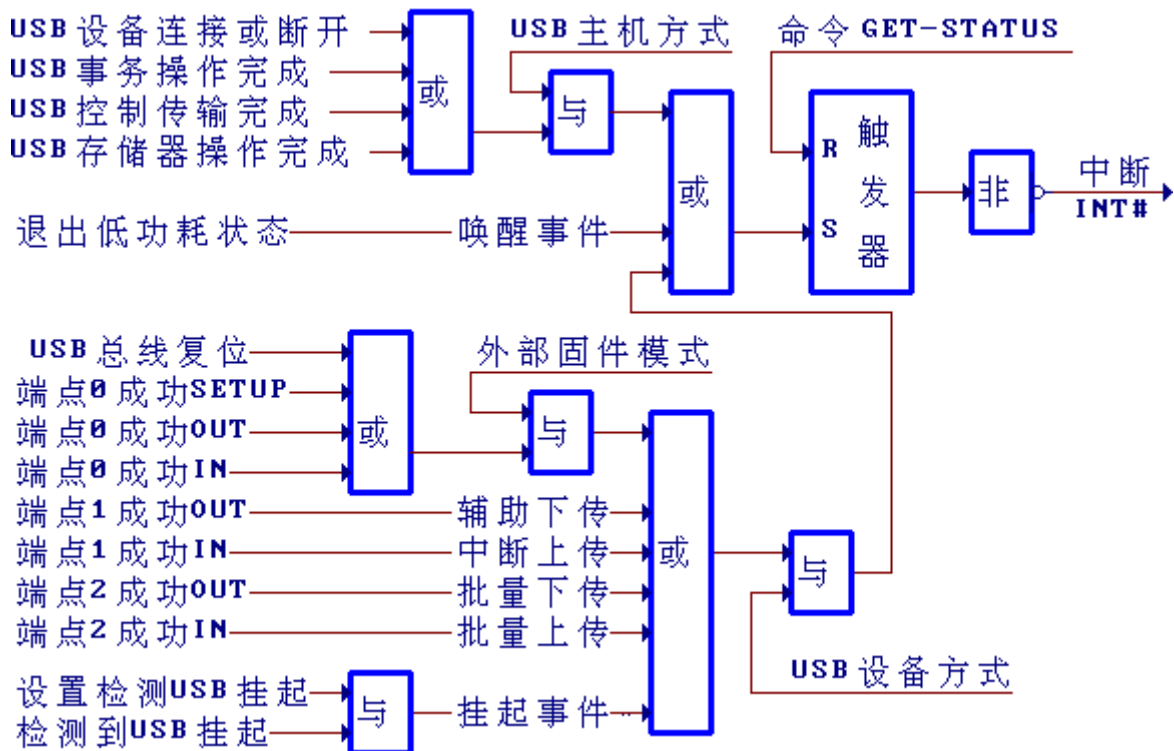 USB设备连接或断开
USB事务操作完成
USB控制传输完成
USB存储器操作完成
或
USB主机方式
与
命令GET-STATUS
或
R
S
触发器
非
中断
INT#
退出低功耗状态
唤醒事件
USB总线复位
端点0成功SETUP
端点0成功OUT
端点0成功IN
或
外部固件模式
与
端点1成功OUT
辅助下传
端点1成功IN
中断上传
端点2成功OUT
批量下传
端点2成功IN
批量上传
或
与
USB设备方式
设置检测USB挂起
检测到USB挂起
与
挂起事件